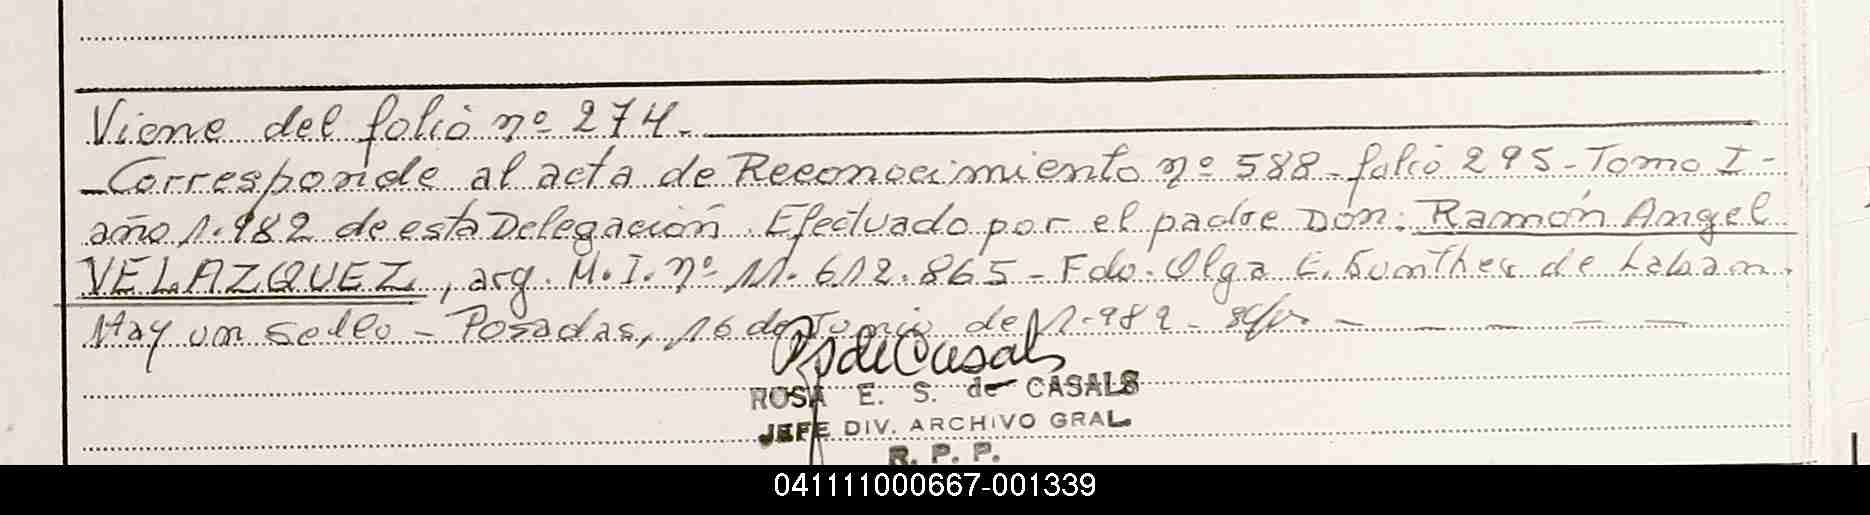 Viene del folio nº 274.
Corresponde al acta de Reconocimiento nº 588 - folio 295 - Tomo I -
año 1.982 de esta Delegación. Efectuado por el padre Don: Ramón Angel
VELAZQUEZ, arg. M.I. nº 11.612.865 - Fdo. Olga E. Gunther de
Hay un sello - Posadas, 16 de Junio de 1.982 -
ROSA E. S. de CASALS
JEFE DIV. ARCHIVO GRAL.
R. P. P.
041111000667-001339